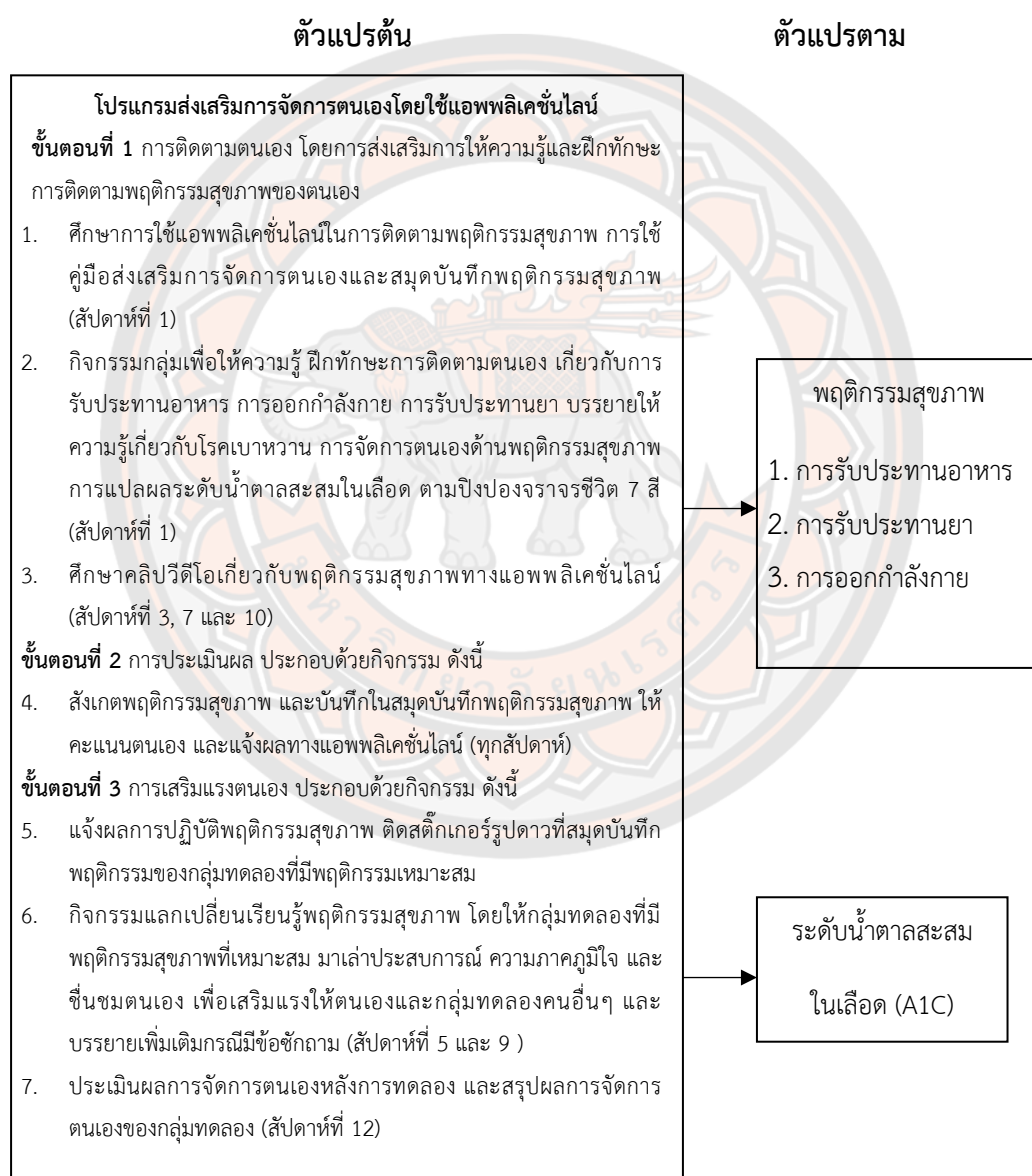 ตัวแปรต้น
ตัวแปรตาม
โปรแกรมส่งเสริมการจัดการตนเองโดยใช้แอพพลิเคชั่นไลน์
ขั้นตอนที่ 1 การติดตามตนเอง โดยการส่งเสริมการให้ความรู้และฝึกทักษะ
การติดตามพฤติกรรมสุขภาพของตนเอง
1. ศึกษาการใช้แอพพลิเคชั่นไลน์ในการติดตามพฤติกรรมสุขภาพ การใช้
คู่มือส่งเสริมการจัดการตนเองและสมุดบันทึกพฤติกรรมสุขภาพ
(สัปดาห์ที่ 1)
2. กิจกรรมกลุ่มเพื่อให้ความรู้ ฝึกทักษะการติดตามตนเอง เกี่ยวกับการ
รับประทานอาหาร การออกกำลังกาย การรับประทานยา บรรยายให้
ความรู้เกี่ยวกับโรคเบาหวาน การจัดการตนเองด้านพฤติกรรมสุขภาพ
การแปลผลระดับน้ำตาลสะสมในเลือด ตามปิงปองจราจรชีวิต 7 สี
(สัปดาห์ที่ 1)
3. ศึกษาคลิปวีดีโอเกี่ยวกับพฤติกรรมสุขภาพทางแอพพลิเคชั่นไลน์
(สัปดาห์ที่ 3, 7 และ 10)
ขั้นตอนที่ 2 การประเมินผล ประกอบด้วยกิจกรรม ดังนี้
4. สังเกตพฤติกรรมสุขภาพ และบันทึกในสมุดบันทึกพฤติกรรมสุขภาพ ให้
คะแนนตนเอง และแจ้งผลทางแอพพลิเคชั่นไลน์ (ทุกสัปดาห์)
ขั้นตอนที่ 3 การเสริมแรงตนเอง ประกอบด้วยกิจกรรม ดังนี้
5. แจ้งผลการปฏิบัติพฤติกรรมสุขภาพ ติดสติ๊กเกอร์รูปดาวที่สมุดบันทึก
พฤติกรรมของกลุ่มทดลองที่มีพฤติกรรมเหมาะสม
6. กิจกรรมแลกเปลี่ยนเรียนรู้พฤติกรรมสุขภาพ โดยให้กลุ่มทดลองที่มี
พฤติกรรมสุขภาพที่เหมาะสม มาเล่าประสบการณ์ ความภาคภูมิใจ และ
ชื่นชมตนเอง เพื่อเสริมแรงให้ตนเองและกลุ่มทดลองคนอื่นๆ และ
บรรยายเพิ่มเติมกรณีมีข้อซักถาม (สัปดาห์ที่ 5 และ 9 )
7. ประเมินผลการจัดการตนเองหลังการทดลอง และสรุปผลการจัดการ
ตนเองของกลุ่มทดลอง (สัปดาห์ที่ 12)
พฤติกรรมสุขภาพ
1. การรับประทานอาหาร
2. การรับประทานยา
3. การออกกำลังกาย
ระดับน้ำตาลสะสม
ในเลือด (A1C)
มหาวิทยาลัยนเรศวร